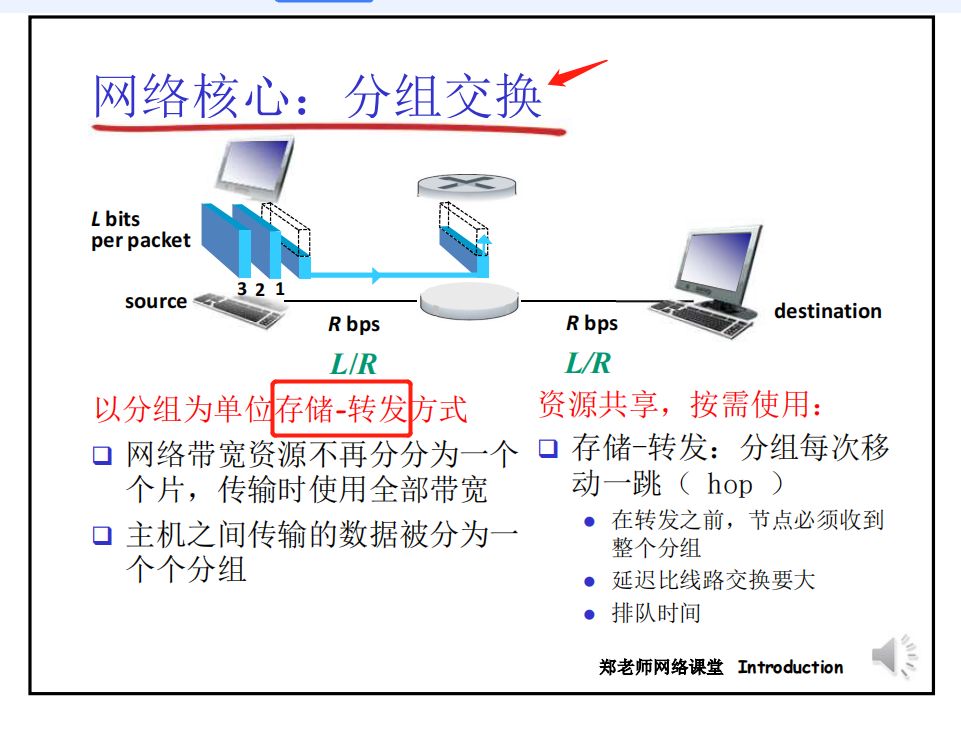 网络核心：分组交换
L bits
per packet
3 2 1
source
destination
R bps
R bps
L/R
L/R
以分组为单位存储-转发方式
网络带宽资源不再分分为一个
个片，传输时使用全部带宽
主机之间传输的数据被分为一
个个分组
资源共享，按需使用：
存储-转发：分组每次移
动一跳（ hop ）
在转发之前，节点必须收到
整个分组
延迟比线路交换要大
排队时间
郑老师网络课堂 Introduction